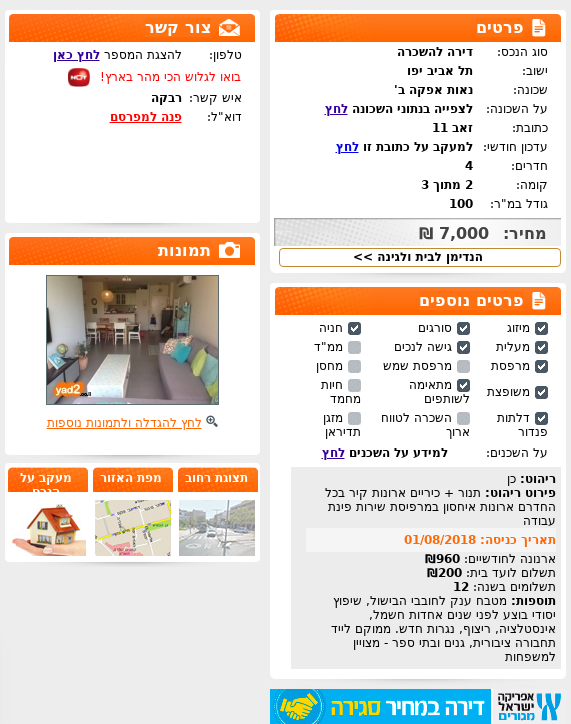 פרטים
סוג הנכס: דירה להשכרה
ישוב: תל אביב יפו
שכונה: נאות אפקה ב'
על השכונה: לצפייה בנתוני השכונה לחץ
כתובת: זאב 11
עדכון חודשי: למעקב על כתובת זו לחץ
חדרים: 4
קומה: 2 מתוך 3
גודל במ"ר: 100
מחיר: 7,000 ₪
הנדימן לבית ולגינה >>
פרטים נוספים
מיזוג סורגים חניה
מעלית גישה לנכים ממ"ד
מרפסת מרפסת שמש מחסן
משופצת מתאימה לשותפים חיות מחמד
דלתות פנדור השכרה לטווח ארוך מזגן תדיראן
על השכנים: למידע על השכנים לחץ
ריהוט: כן
פירוט ריהוט: תנור + כיריים ארונות קיר בכל
החדרם ארונות איחסון במרפיסת שירות פינת
עבודה
תאריך כניסה: 01/08/2018
ארנונה לחודשיים: 960₪
תשלום לועד בית: 200₪
תשלומים בשנה: 12
תוספות: מטבח ענק לחובבי הבישול, שיפוץ
יסודי בוצע לפני שנים אחדות חשמל,
אינסטלציה, ריצוף, נגרות חדש. ממוקם לייד
תחבורה ציבורית, גנים ובתי ספר - מצויין
למשפחות
אפריקה
ישראל
מגורים
דירה במחיר סגירה
צור קשר
טלפון: להצגת המספר לחץ כאן
בואו לגלוש הכי מהר בארץ! HOT
איש קשר: רבקה
דוא"ל: פנה למפרסם
תמונות
yad2
לחץ להגדלה ולתמונות נוספות
תצוגת רחוב
מפת האזור
מעקב על
הנכס